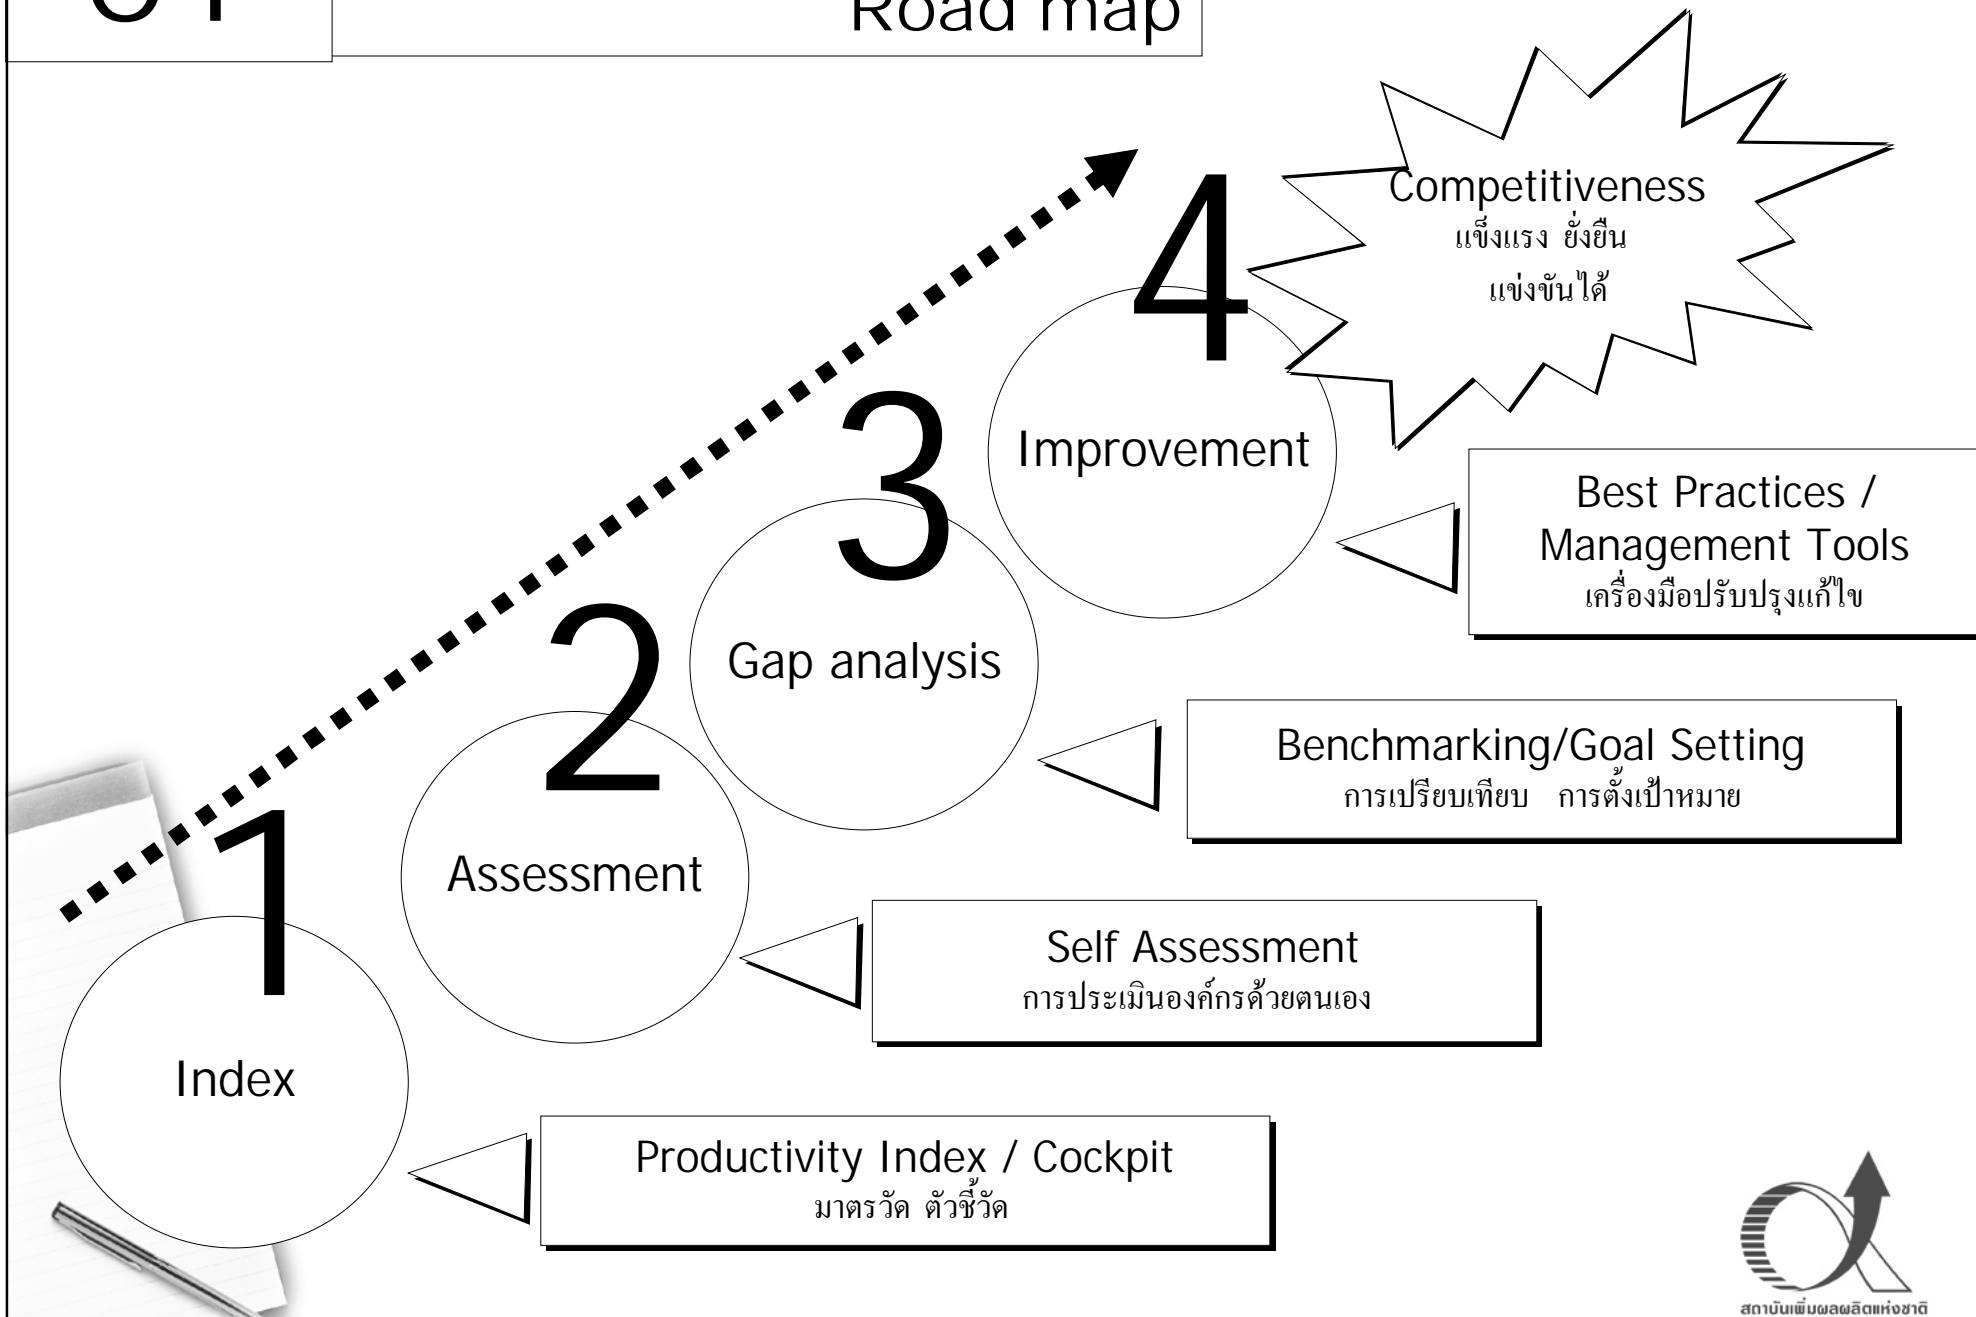 Road map
Competitiveness
แข็งแรง ยั่งยืน
แข่งขันได้
4
Improvement
Best Practices /
Management Tools
เครื่องมือปรับปรุงแก้ไข
3
Gap analysis
Benchmarking/Goal Setting
การเปรียบเทียบ การตั้งเป้าหมาย
2
Assessment
Self Assessment
การประเมินองค์กรด้วยตนเอง
1
Index
Productivity Index / Cockpit
มาตรวัด ตัวชี้วัด
สถาบันเพิ่มผลผลิตแห่งชาติ